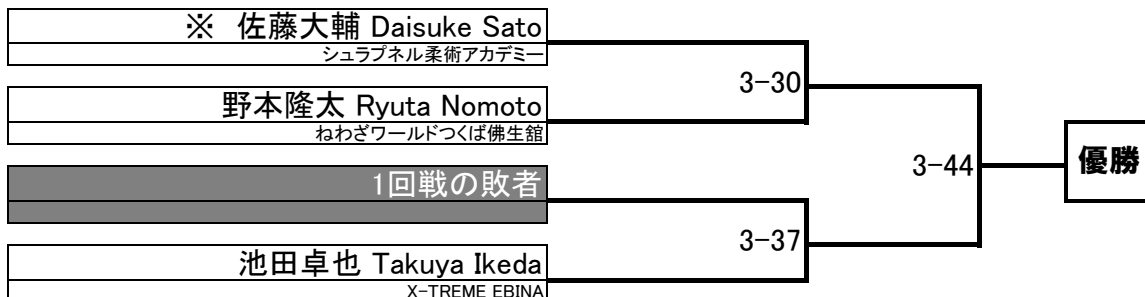 ※ 佐藤大輔 Daisuke Sato
シュラプネル柔術アカデミー
3-30
野本隆太 Ryuta Nomoto
ねわざワールドつくば佛生舘
3-44
優勝
1回戦の敗者
3-37
池田卓也 Takuya Ikeda
X-TREME EBINA